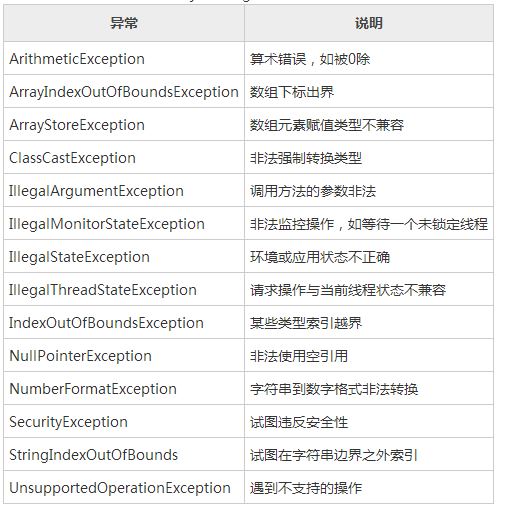 异常 说明
ArithmeticException 算术错误，如被0除
ArrayIndexOutOfBoundsException 数组下标出界
ArrayStoreException 数组元素赋值类型不兼容
ClassCastException 非法强制转换类型
IllegalArgumentException 调用方法的参数非法
IllegalMonitorStateException 非法监控操作，如等待一个未锁定线程
IllegalStateException 环境或应用状态不正确
IllegalThreadStateException 请求操作与当前线程状态不兼容
IndexOutOfBoundsException 某些类型索引越界
NullPointerException 非法使用空引用
NumberFormatException 字符串到数字格式非法转换
SecurityException 试图违反安全性
StringIndexOutOfBounds 试图在字符串边界之外索引
UnsupportedOperationException 遇到不支持的操作